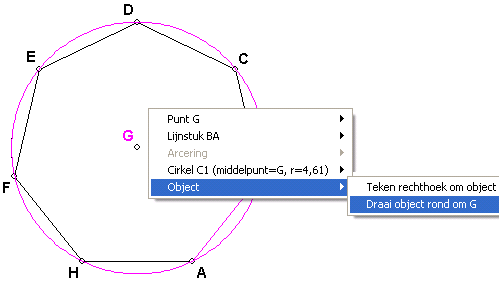 D
E
C
G
Punt G
Lijnstuk BA
Arcering
Cirkel C1 (middelpunt=G, r=4,61)
Object
Teken rechthoek om object
Draai object rond om G
F
H
A